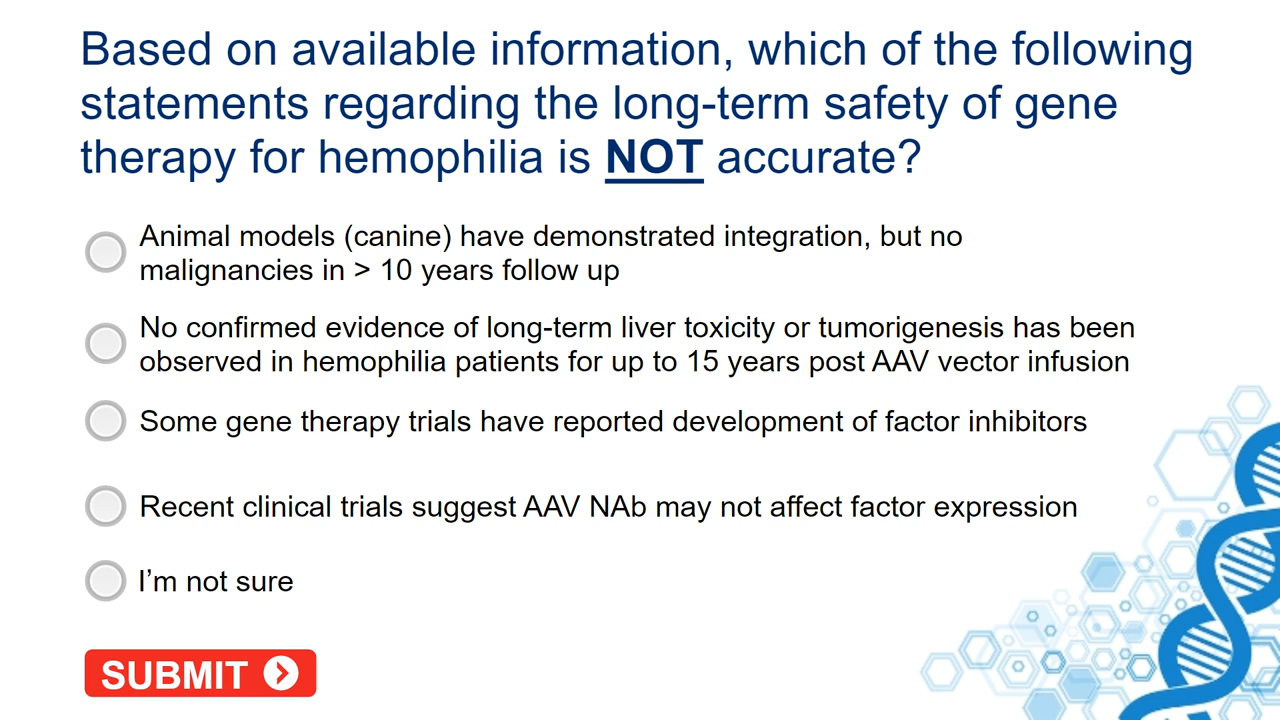 Based on available information, which of the following
statements regarding the long-term safety of gene
therapy for hemophilia is NOT accurate?
Animal models (canine) have demonstrated integration, but no
malignancies in > 10 years follow up
No confirmed evidence of long-term liver toxicity or tumorigenesis has been
observed in hemophilia patients for up to 15 years post AAV vector infusion
Some gene therapy trials have reported development of factor inhibitors
Recent clinical trials suggest AAV NAb may not affect factor expression
I’m not sure
SUBMIT